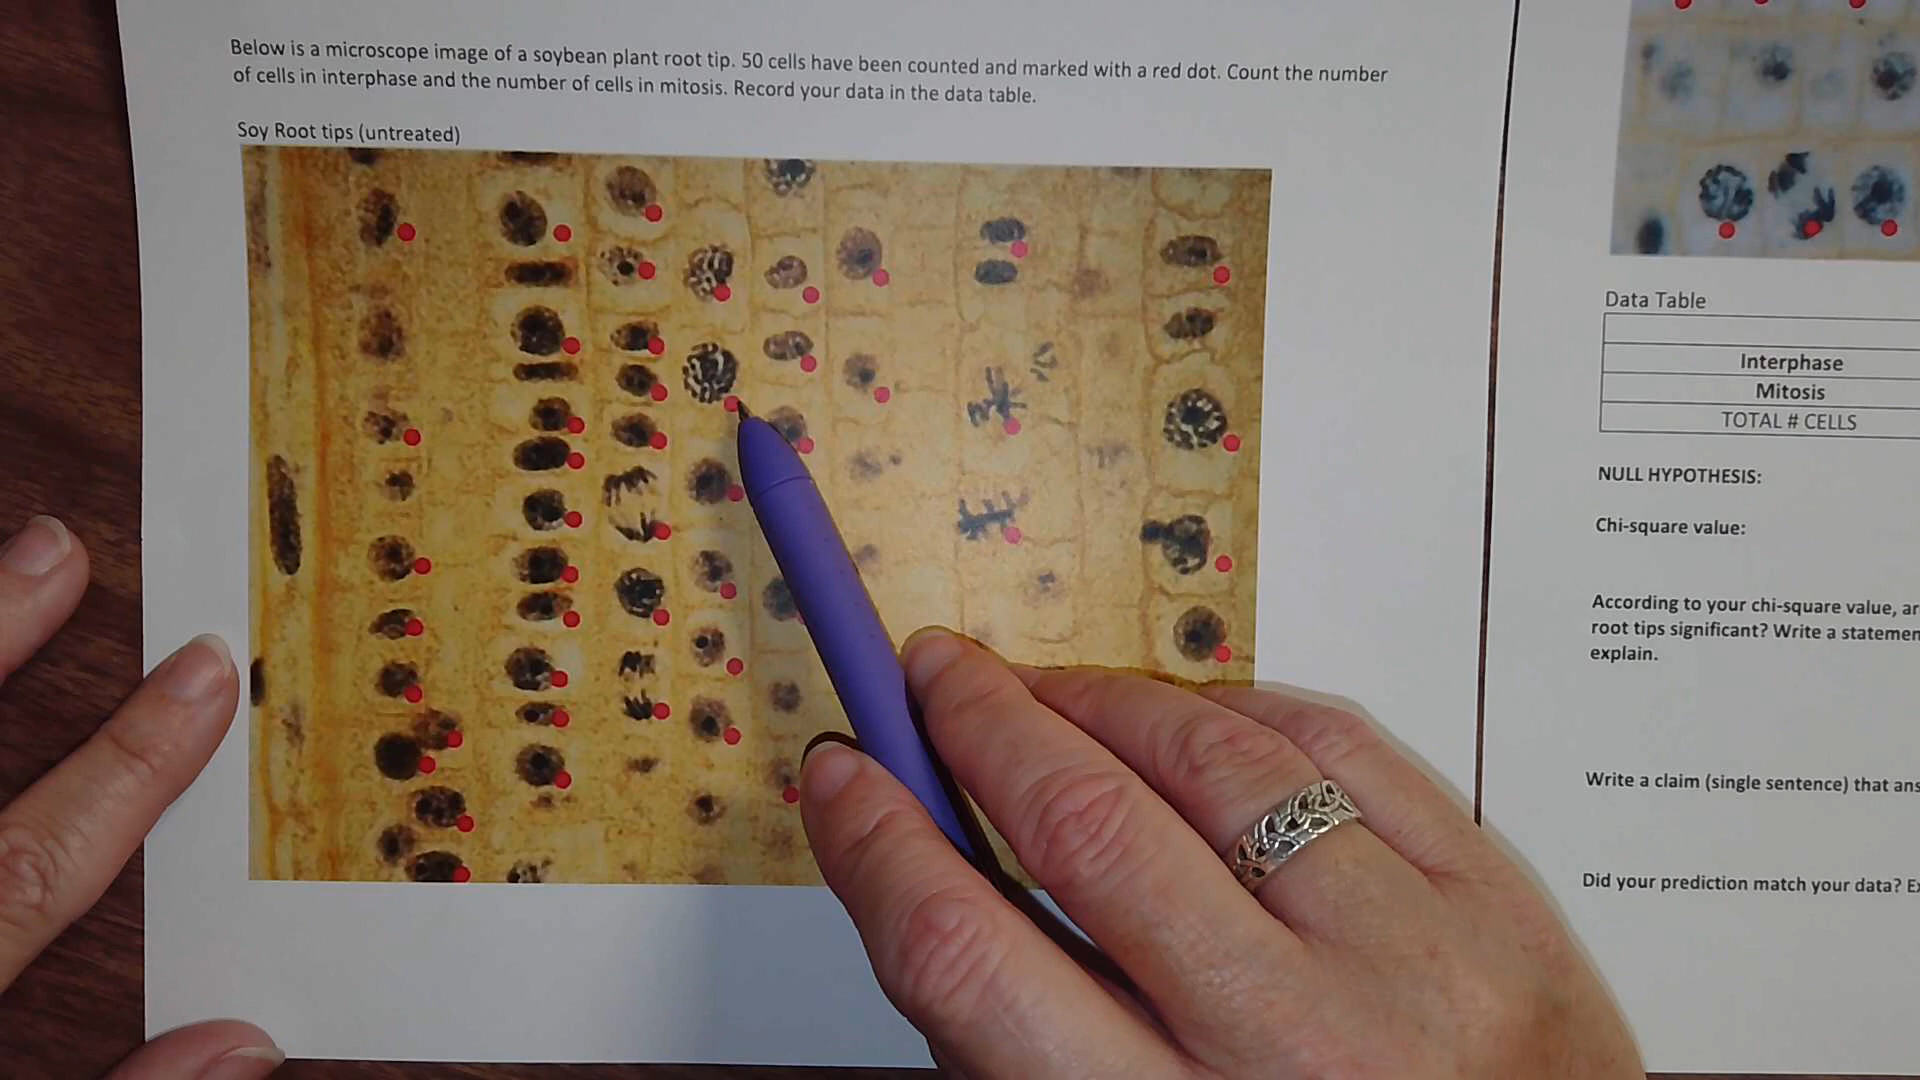 Below is a microscope image of a soybean plant root tip. 50 cells have been counted and marked with a red dot. Count the number
of cells in interphase and the number of cells in mitosis. Record your data in the data table.
Soy Root tips (untreated)
Data Table
Interphase
Mitosis
TOTAL # CELLS
NULL HYPOTHESIS:
Chi-square value:
According to your chi-square value, ar
root tips significant? Write a statemen
explain.
Write a claim (single sentence) that ans
Did your prediction match your data? Ex